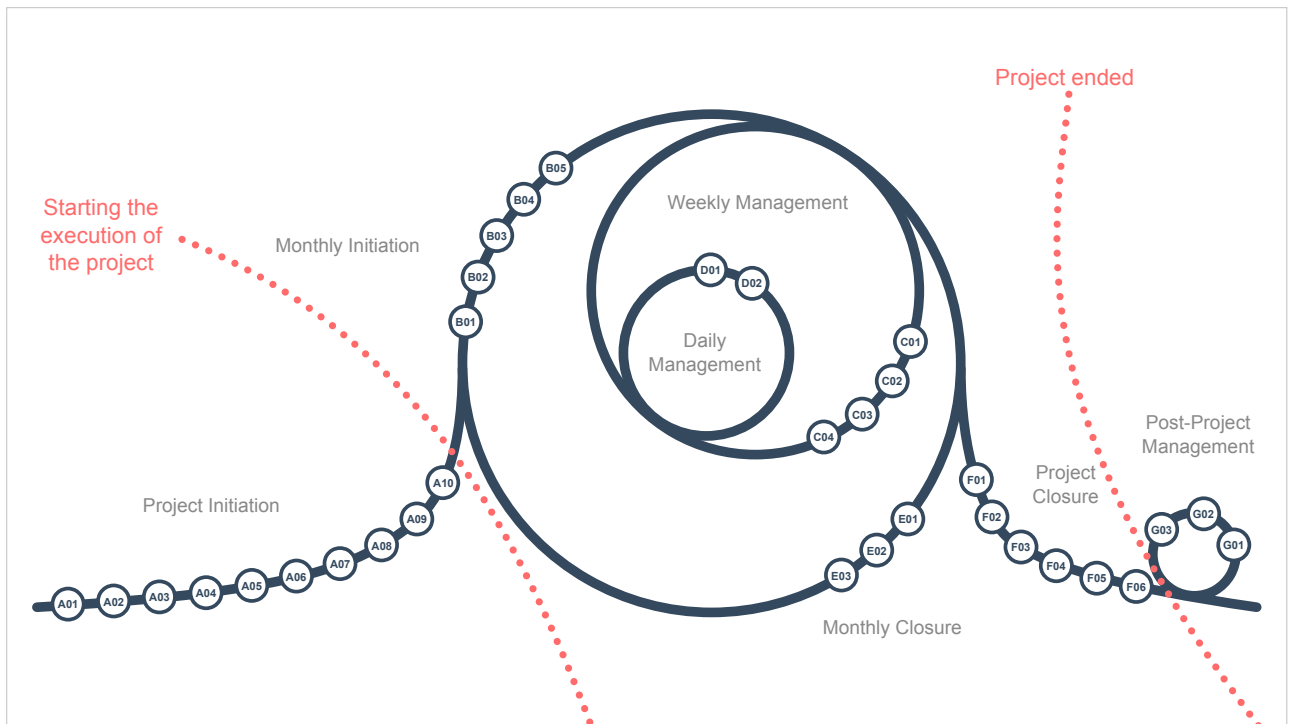 Project ended
Starting the
execution of
the project
Monthly Initiation
Weekly Management
Daily
Management
Project Initiation
Monthly Closure
Project
Closure
Post-Project
Management
A01
A02
A03
A04
A05
A06
A07
A08
A09
A10
B01
B02
B03
B04
B05
C01
C02
C03
C04
D01
D02
E01
E02
E03
F01
F02
F03
F04
F05
F06
G01
G02
G03